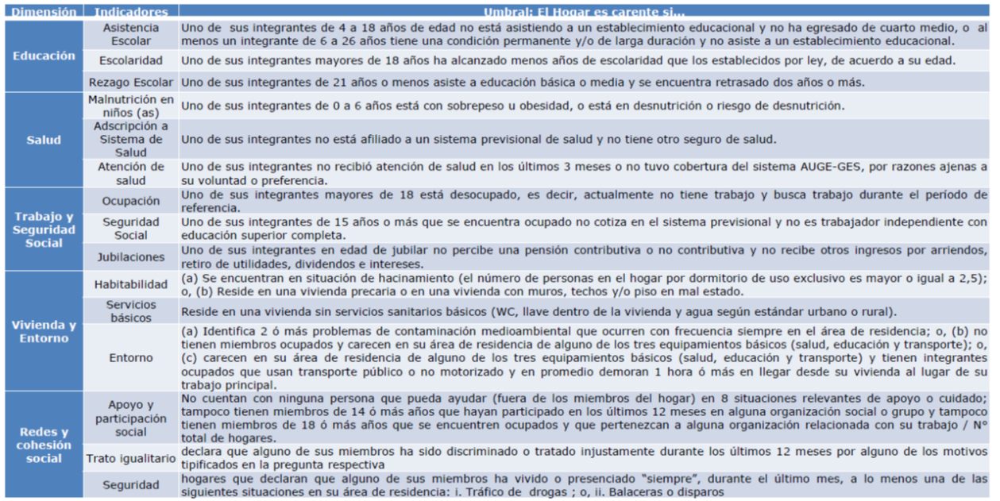 Dimensión Indicadores Umbral: El Hogar es carente si...
Educación
Asistencia
Escolar
Uno de sus integrantes de 4 a 18 años de edad no está asistiendo a un establecimiento educacional y no ha egresado de cuarto medio, o al
menos un integrante de 6 a 26 años tiene una condición permanente y/o de larga duración y no asiste a un establecimiento educacional.
Escolaridad
Uno de sus integrantes mayores de 18 años ha alcanzado menos años de escolaridad que los establecidos por ley, de acuerdo a su edad.
Rezago Escolar
Uno de sus integrantes de 21 años o menos asiste a educación básica o media y se encuentra retrasado dos años o más.
Salud
Malnutrición en
niños (as)
Uno de sus integrantes de 0 a 6 años está con sobrepeso u obesidad, o está en desnutrición o riesgo de desnutrición.
Adscripción a
Sistema de
Salud
Uno de sus integrantes no está afiliado a un sistema previsional de salud y no tiene otro seguro de salud.
Atención de
salud
Uno de sus integrantes no recibió atención de salud en los últimos 3 meses o no tuvo cobertura del sistema AUGE-GES, por razones ajenas a
su voluntad o preferencia.
Trabajo y
Seguridad
Social
Ocupación
Uno de sus integrantes mayores de 18 está desocupado, es decir, actualmente no tiene trabajo y busca trabajo durante el período de
referencia.
Seguridad
Social
Uno de sus integrantes de 15 años o más que se encuentra ocupado no cotiza en el sistema previsional y no es trabajador independiente con
educación superior completa.
Jubilaciones
Uno de sus integrantes en edad de jubilar no percibe una pensión contributiva o no contributiva y no recibe otros ingresos por arriendos,
retiro de utilidades, dividendos e intereses.
Vivienda y
Entorno
Habitabilidad
(a) Se encuentran en situación de hacinamiento (el número de personas en el hogar por dormitorio de uso exclusivo es mayor o igual a 2,5);
o, (b) Reside en una vivienda precaria o en una vivienda con muros, techos y/o piso en mal estado.
Servicios
básicos
Reside en una vivienda sin servicios sanitarios básicos (WC, llave dentro de la vivienda y agua según estándar urbano o rural).
Entorno
(a) Identifica 2 ó más problemas de contaminación medioambiental que ocurren con frecuencia siempre en el área de residencia; o, (b) no
tienen miembros ocupados y carecen en su área de residencia de alguno de los tres equipamientos básicos (salud, educación y transporte); o,
(c) carecen en su área de residencia de alguno de los tres equipamientos básicos (salud, educación y transporte) y tienen integrantes
ocupados que usan transporte público o no motorizado y en promedio demoran 1 hora ó más en llegar desde su vivienda al lugar de su
trabajo principal.
Redes y
cohesión
social
Apoyo y
participación
social
No cuentan con ninguna persona que pueda ayudar (fuera de los miembros del hogar) en 8 situaciones relevantes de apoyo o cuidado;
tampoco tienen miembros de 14 ó más años que hayan participado en los últimos 12 meses en alguna organización social o grupo y tampoco
tienen miembros de 18 ó más años que se encuentren ocupados y que pertenezcan a alguna organización relacionada con su trabajo / N°
total de hogares.
Trato igualitario
declara que alguno de sus miembros ha sido discriminado o tratado injustamente durante los últimos 12 meses por alguno de los motivos
tipificados en la pregunta respectiva
Seguridad
hogares que declaran que alguno de sus miembros ha vivido o presenciado "siempre", durante el último mes, a lo menos una de las
siguientes situaciones en su área de residencia: i. Tráfico de drogas ; o, ii. Balaceras o disparos